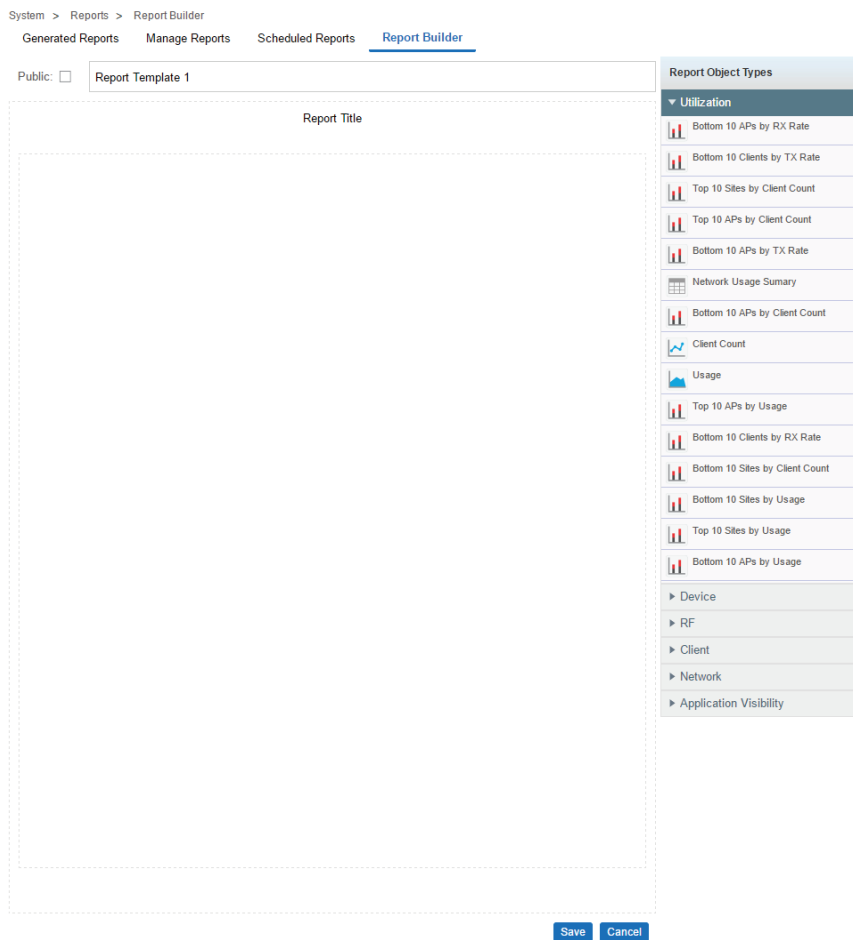 System > Reports > Report Builder
Generated Reports Manage Reports Scheduled Reports Report Builder
Public: Report Template 1
Report Title
Report Object Types
Utilization
Bottom 10 APs by RX Rate
Bottom 10 Clients by TX Rate
Top 10 Sites by Client Count
Top 10 APs by Client Count
Bottom 10 APs by TX Rate
Network Usage Sumary
Bottom 10 APs by Client Count
Client Count
Usage
Top 10 APs by Usage
Bottom 10 Clients by RX Rate
Bottom 10 Sites by Client Count
Bottom 10 Sites by Usage
Top 10 Sites by Usage
Bottom 10 APs by Usage
Device
RF
Client
Network
Application Visibility
Save Cancel